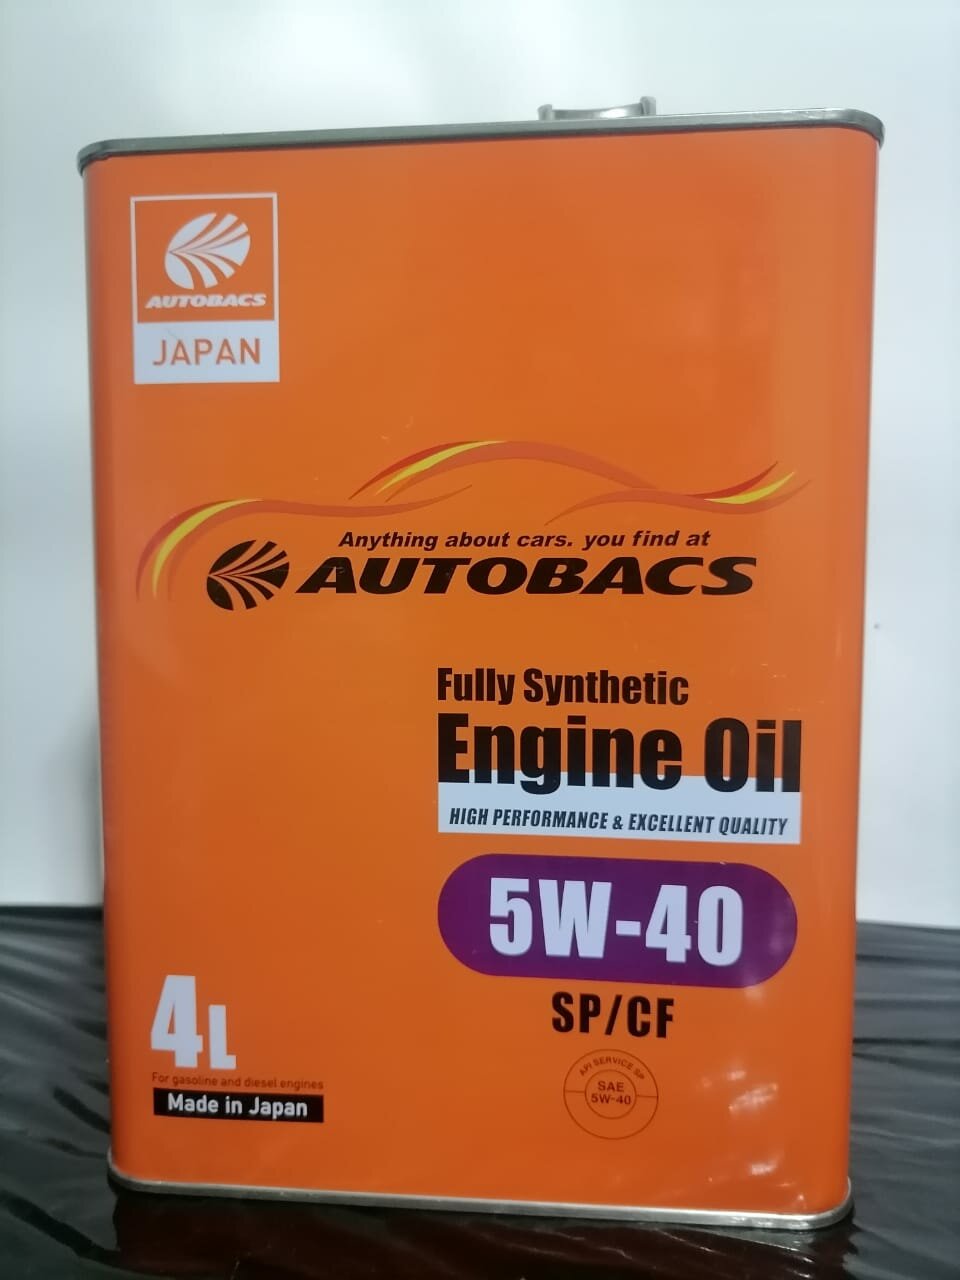 AUTOBACS
JAPAN
Anything about cars. you find at
AUTOBACS
Fully Synthetic
Engine Oil
HIGH PERFORMANCE & EXCELLENT QUALITY
5W-40
SP/CF
4L
For gasoline and diesel engines
Made in Japan
API SERVICE SP
SAE
5W-40